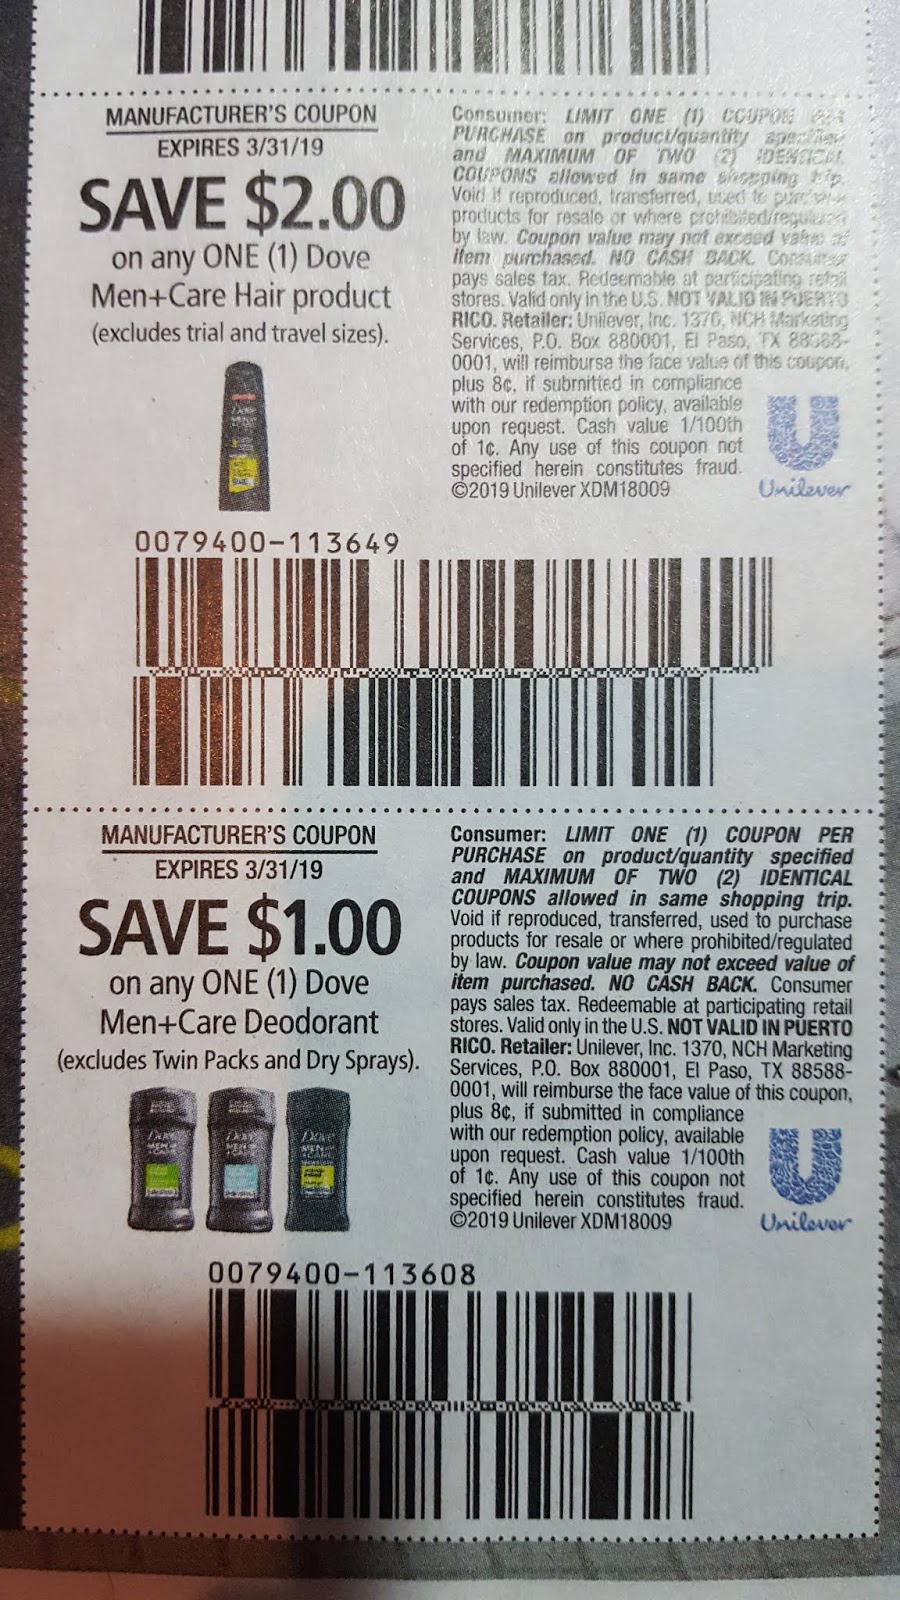 MANUFACTURER'S COUPON
EXPIRES 3/31/19
SAVE $2.00
on any ONE (1) Dove
Men+Care Hair product
(excludes trial and travel sizes).
Consumer: LIMIT ONE (1) COUPON PER
PURCHASE on product/quantity specified
and MAXIMUM OF TWO (2) IDENTICAL
COUPONS allowed in same shopping trip.
Void if reproduced, transferred, used to purchase
products for resale or where prohibited/regulated
by law. Coupon value may not exceed value of
item purchased. NO CASH BACK. Consumer
pays sales tax. Redeemable at participating retail
stores. Valid only in the U.S. NOT VALID IN PUERTO
RICO. Retailer: Unilever, Inc. 1370, NCH Marketing
Services, P.O. Box 880001, El Paso, TX 88588-
0001, will reimburse the face value of this coupon,
plus 8¢, if submitted in compliance
with our redemption policy, available
upon request. Cash value 1/100th
of 1¢. Any use of this coupon not
specified herein constitutes fraud.
©2019 Unilever XDM18009
Unilever
0079400-113649
MANUFACTURER'S COUPON
EXPIRES 3/31/19
SAVE $1.00
on any ONE (1) Dove
Men+Care Deodorant
(excludes Twin Packs and Dry Sprays).
Dove
MEN+
CARE
Dove
MEN+
CARE
Dove
MEN+
CARE
Consumer: LIMIT ONE (1) COUPON PER
PURCHASE on product/quantity specified
and MAXIMUM OF TWO (2) IDENTICAL
COUPONS allowed in same shopping trip.
Void if reproduced, transferred, used to purchase
products for resale or where prohibited/regulated
by law. Coupon value may not exceed value of
item purchased. NO CASH BACK. Consumer
pays sales tax. Redeemable at participating retail
stores. Valid only in the U.S. NOT VALID IN PUERTO
RICO. Retailer: Unilever, Inc. 1370, NCH Marketing
Services, P.O. Box 880001, El Paso, TX 88588-
0001, will reimburse the face value of this coupon,
plus 8¢, if submitted in compliance
with our redemption policy, available
upon request. Cash value 1/100th
of 1¢. Any use of this coupon not
specified herein constitutes fraud.
©2019 Unilever XDM18009
Unilever
0079400-113608